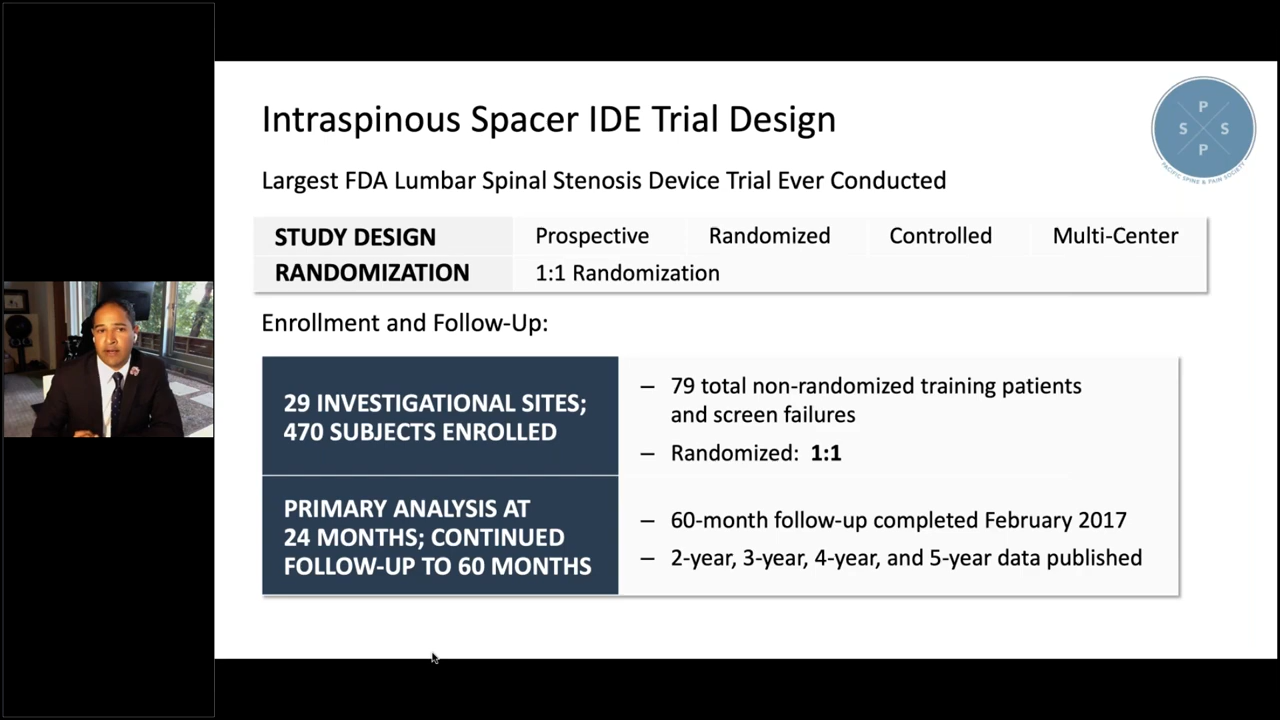 Intraspinous Spacer IDE Trial Design
P
S S
P
PACIFIC SPINE & PAIN SOCIETY
Largest FDA Lumbar Spinal Stenosis Device Trial Ever Conducted
STUDY DESIGN Prospective Randomized Controlled Multi-Center
RANDOMIZATION 1:1 Randomization
Enrollment and Follow-Up:
29 INVESTIGATIONAL SITES;
470 SUBJECTS ENROLLED
– 79 total non-randomized training patients
and screen failures
– Randomized: 1:1
PRIMARY ANALYSIS AT
24 MONTHS; CONTINUED
FOLLOW-UP TO 60 MONTHS
– 60-month follow-up completed February 2017
– 2-year, 3-year, 4-year, and 5-year data published